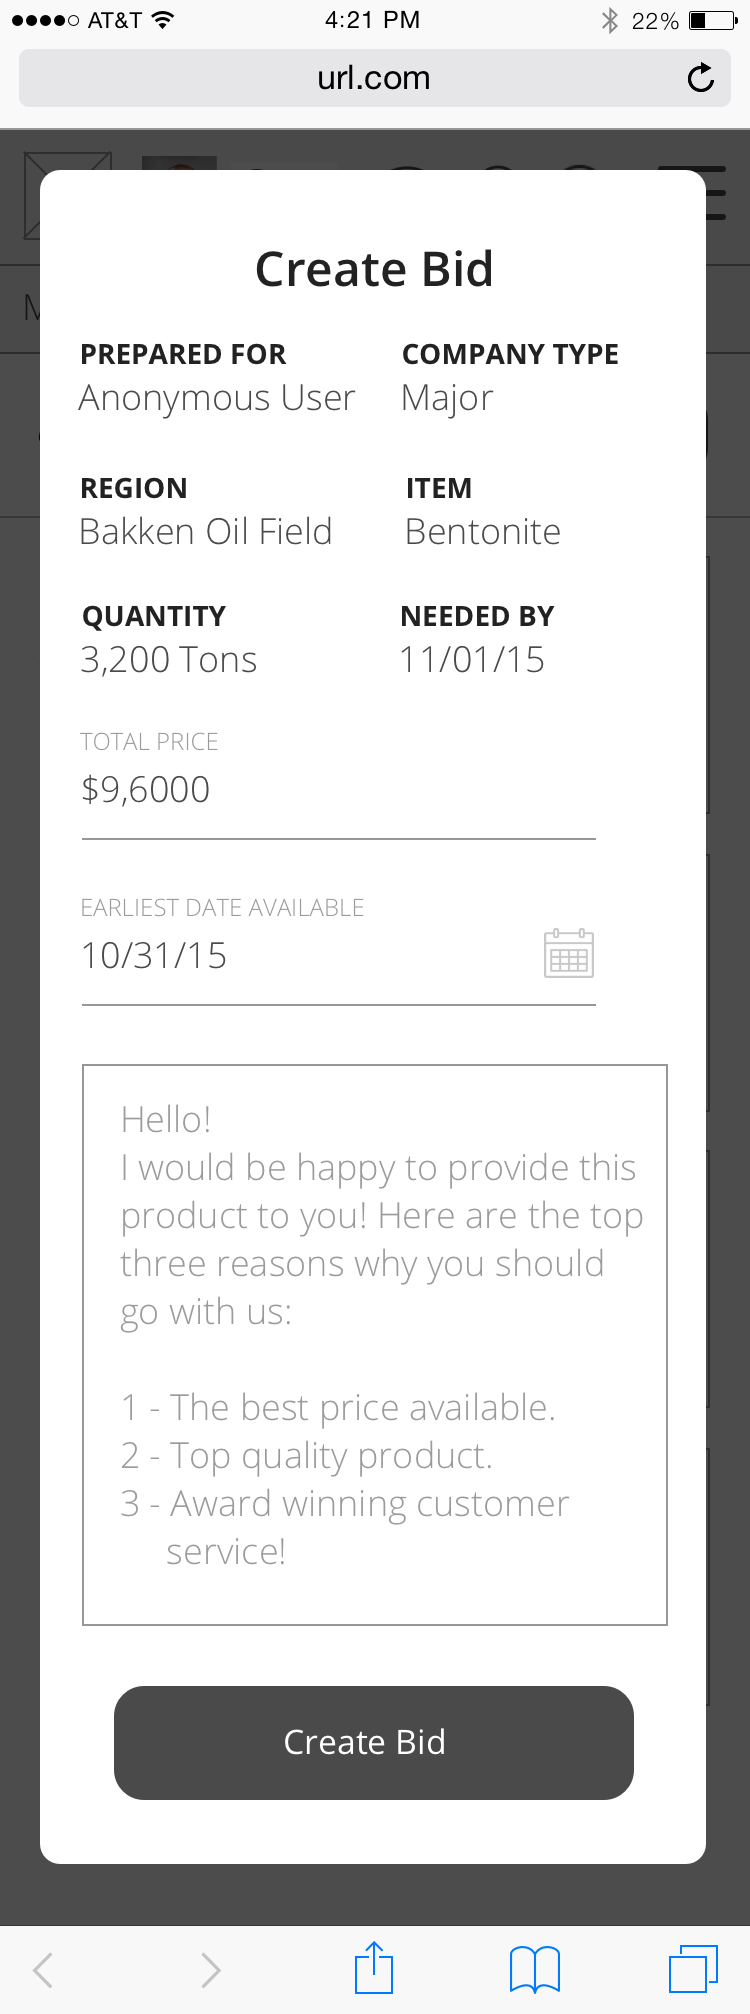 AT&T 4:21 PM 22%
url.com
Create Bid
PREPARED FOR COMPANY TYPE
Anonymous User Major
REGION ITEM
Bakken Oil Field Bentonite
QUANTITY NEEDED BY
3,200 Tons 11/01/15
TOTAL PRICE
$9,6000
EARLIEST DATE AVAILABLE
10/31/15
Hello!
I would be happy to provide this
product to you! Here are the top
three reasons why you should
go with us:
1 - The best price available.
2 - Top quality product.
3 - Award winning customer
service!
Create Bid